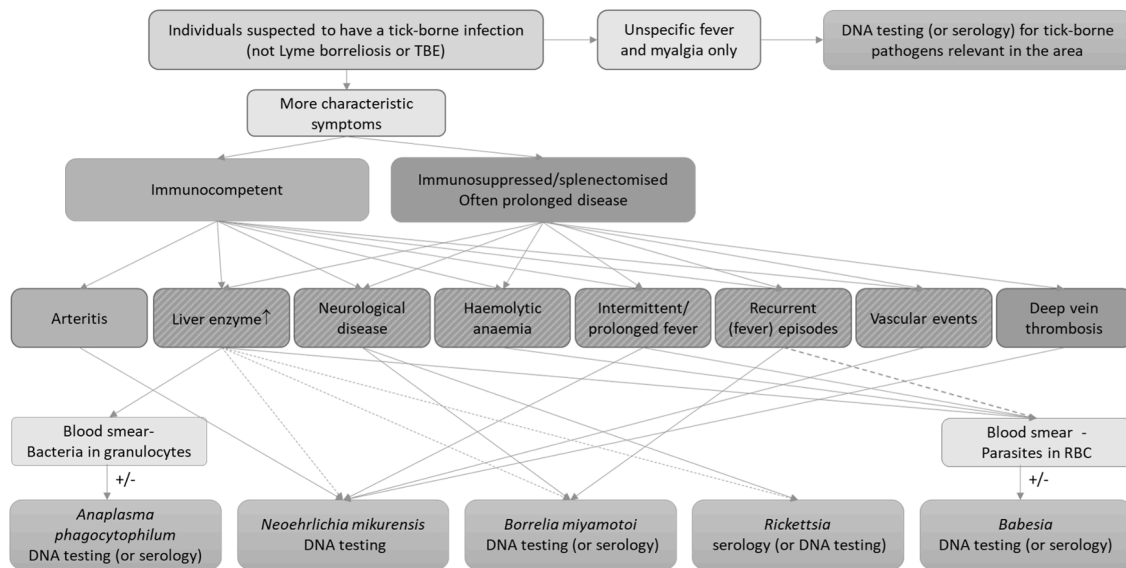 Individuals suspected to have a tick-borne infection
(not Lyme borreliosis or TBE)
Unspecific fever
and myalgia only
DNA testing (or serology) for tick-borne
pathogens relevant in the area
More characteristic
symptoms
Immunocompetent
Immunosuppressed/splenectomised
Often prolonged disease
Arteritis
Liver enzyme↑
Neurological
disease
Haemolytic
anaemia
Intermittent/
prolonged fever
Recurrent
(fever) episodes
Vascular events
Deep vein
thrombosis
Blood smear-
Bacteria in granulocytes
Blood smear -
Parasites in RBC
+/-
+/-
Anaplasma
phagocytophilum
DNA testing (or serology)
Neoehrlichia mikurensis
DNA testing
Borrelia miyamotoi
DNA testing (or serology)
Rickettsia
serology (or DNA testing)
Babesia
DNA testing (or serology)